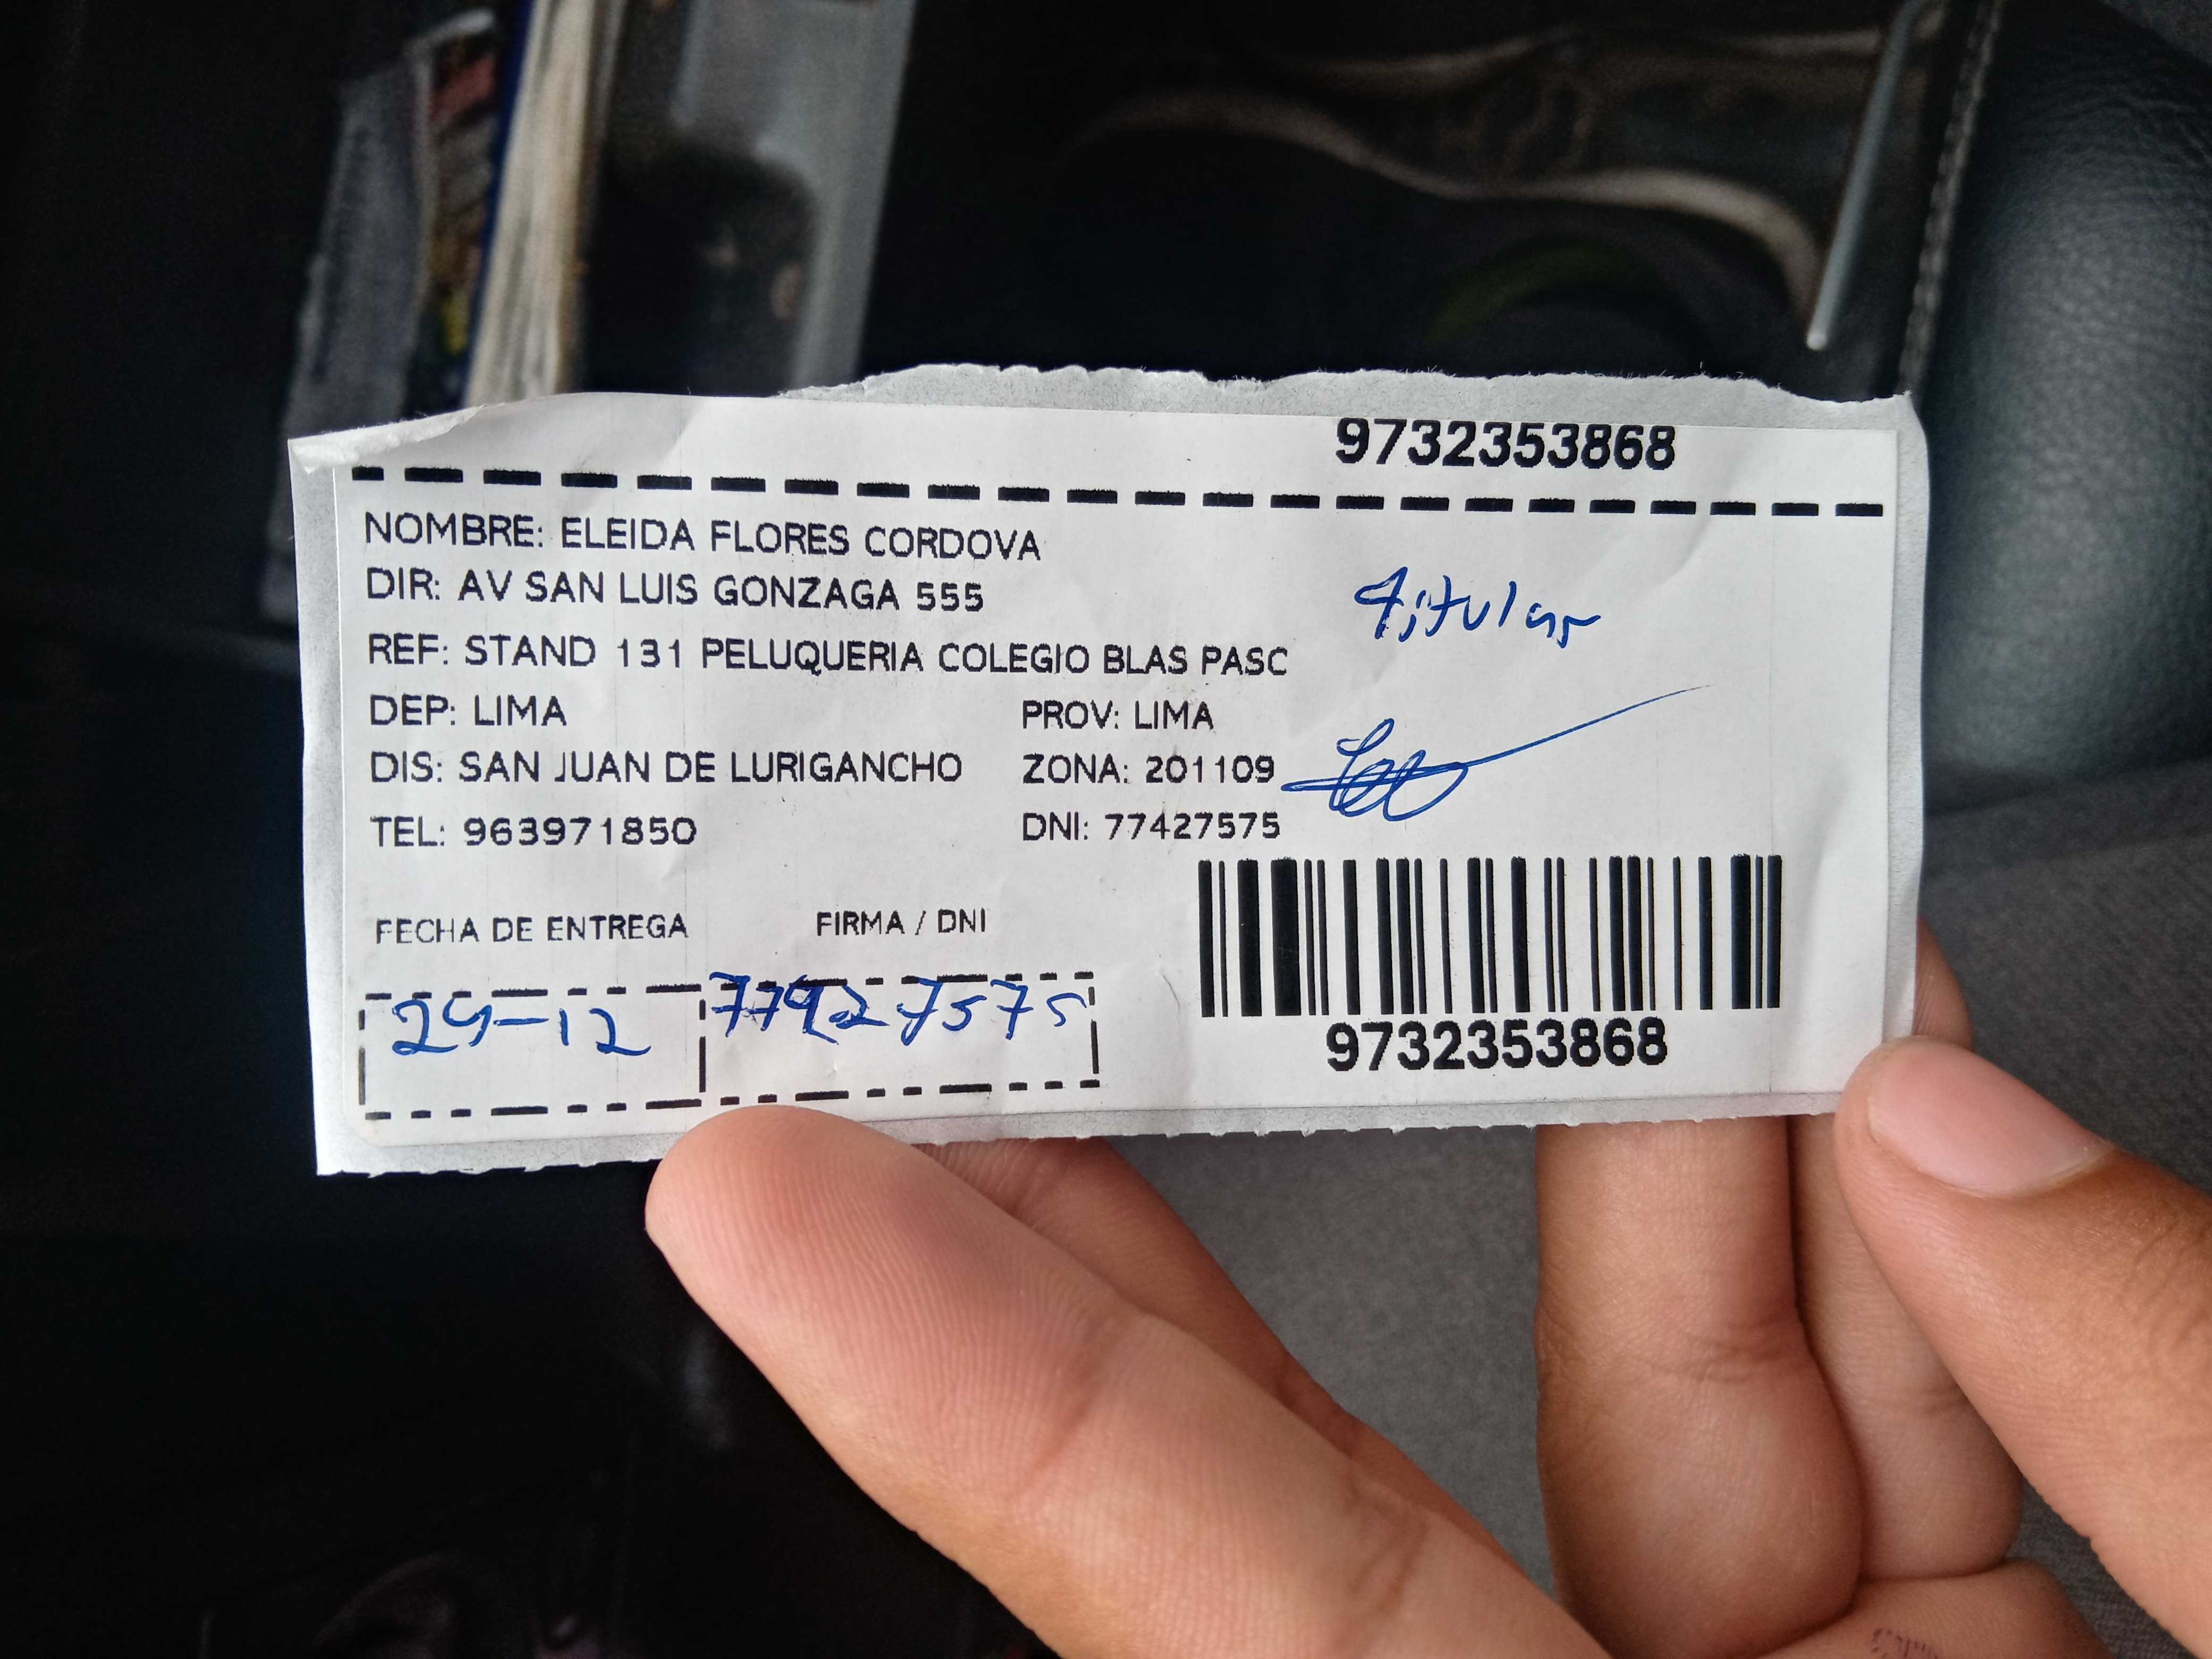 9732353868
NOMBRE: ELEIDA FLORES CORDOVA
DIR: AV SAN LUIS GONZAGA 555
titular
REF: STAND 131 PELUQUERIA COLEGIO BLAS PASC
DEP: LIMA PROV: LIMA
DIS: SAN JUAN DE LURIGANCHO ZONA: 201109
TEL: 963971850 DNI: 77427575
FECHA DE ENTREGA FIRMA / DNI
24-12 77427575
9732353868